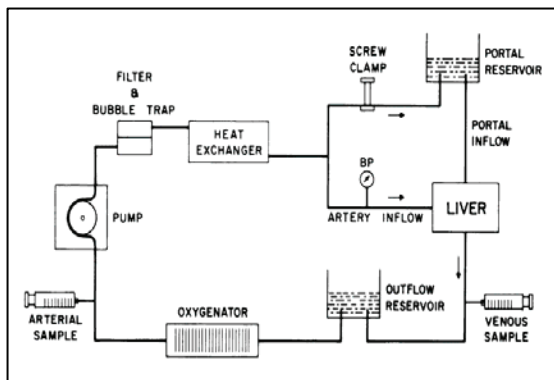 FILTER
&
BUBBLE TRAP
SCREW
CLAMP
PORTAL
RESERVOIR
HEAT
EXCHANGER
PORTAL
INFLOW
BP
PUMP
ARTERY INFLOW
LIVER
OUTFLOW
RESERVOIR
OXYGENATOR
ARTERIAL
SAMPLE
VENOUS
SAMPLE